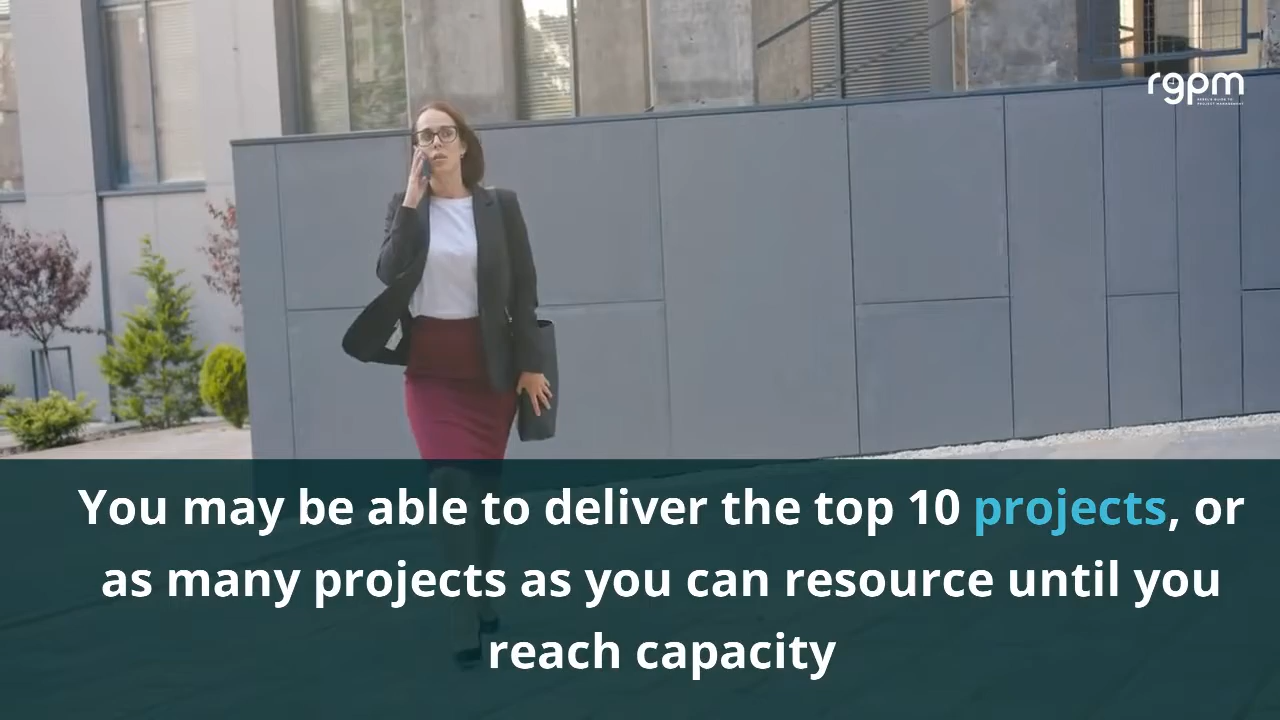 rgpm
You may be able to deliver the top 10 projects, or
as many projects as you can resource until you
reach capacity